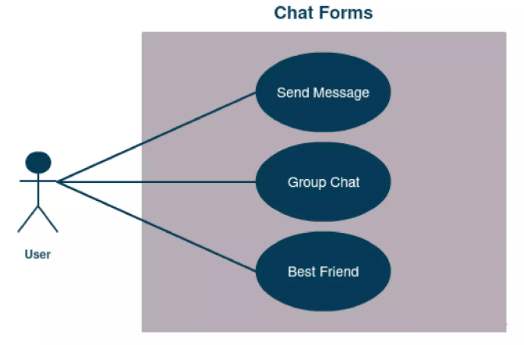 Chat Forms
Send Message
Group Chat
Best Friend
User